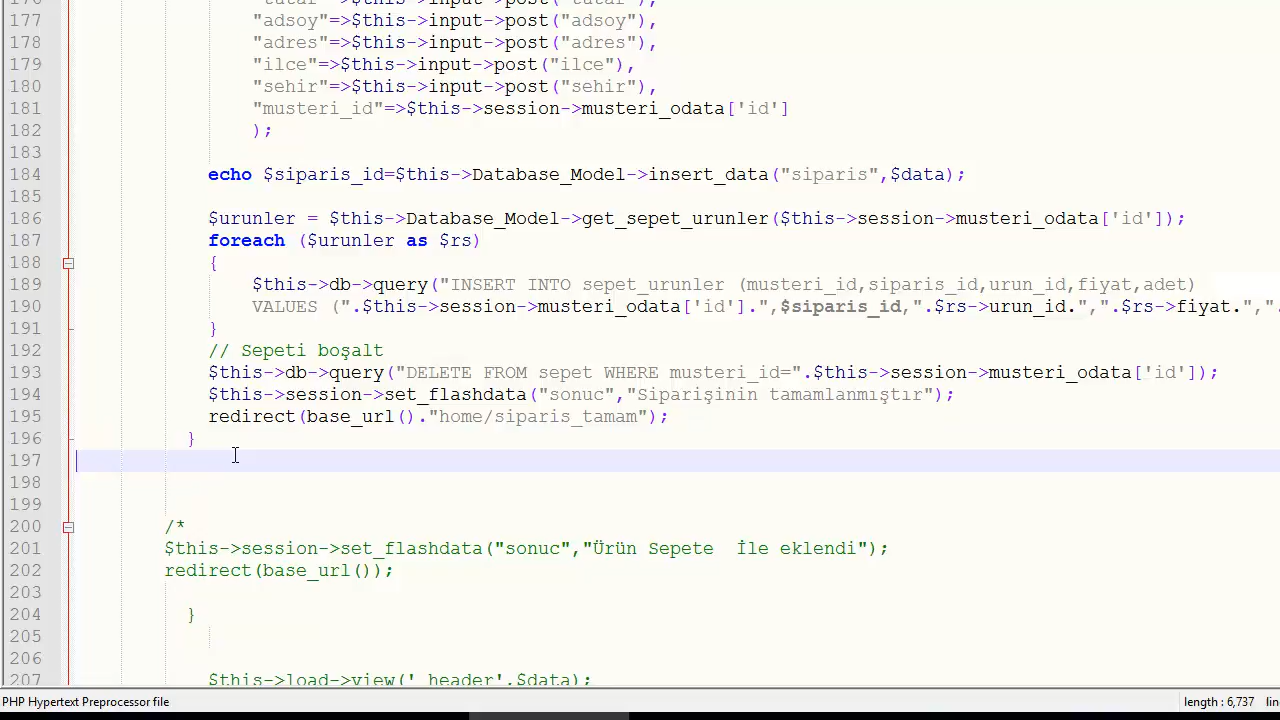 176 "tutar"=>$this->input->post("tutar"),
177 "adsoy"=>$this->input->post("adsoy"),
178 "adres"=>$this->input->post("adres"),
179 "ilce"=>$this->input->post("ilce"),
180 "sehir"=>$this->input->post("sehir"),
181 "musteri_id"=>$this->session->musteri_odata['id']
182 );
183
184 echo $siparis_id=$this->Database_Model->insert_data("siparis",$data);
185
186 $urunler = $this->Database_Model->get_sepet_urunler($this->session->musteri_odata['id']);
187 foreach ($urunler as $rs)
188 {
189 $this->db->query("INSERT INTO sepet_urunler (musteri_id,siparis_id,urun_id,fiyat,adet)
190 VALUES (".$this->session->musteri_odata['id'].",$siparis_id,".$rs->urun_id.",".$rs->fiyat.",".
191 }
192 // Sepeti boşalt
193 $this->db->query("DELETE FROM sepet WHERE musteri_id=".$this->session->musteri_odata['id']);
194 $this->session->set_flashdata("sonuc","Siparişinin tamamlanmıştır");
195 redirect(base_url()."home/siparis_tamam");
196 }
197
198
199
200 /*
201 $this->session->set_flashdata("sonuc","Ürün Sepete  İle eklendi");
202 redirect(base_url());
203
204 }
205
206
207 $this->load->view('_header',$data);
PHP Hypertext Preprocessor file
length : 6,737 lin